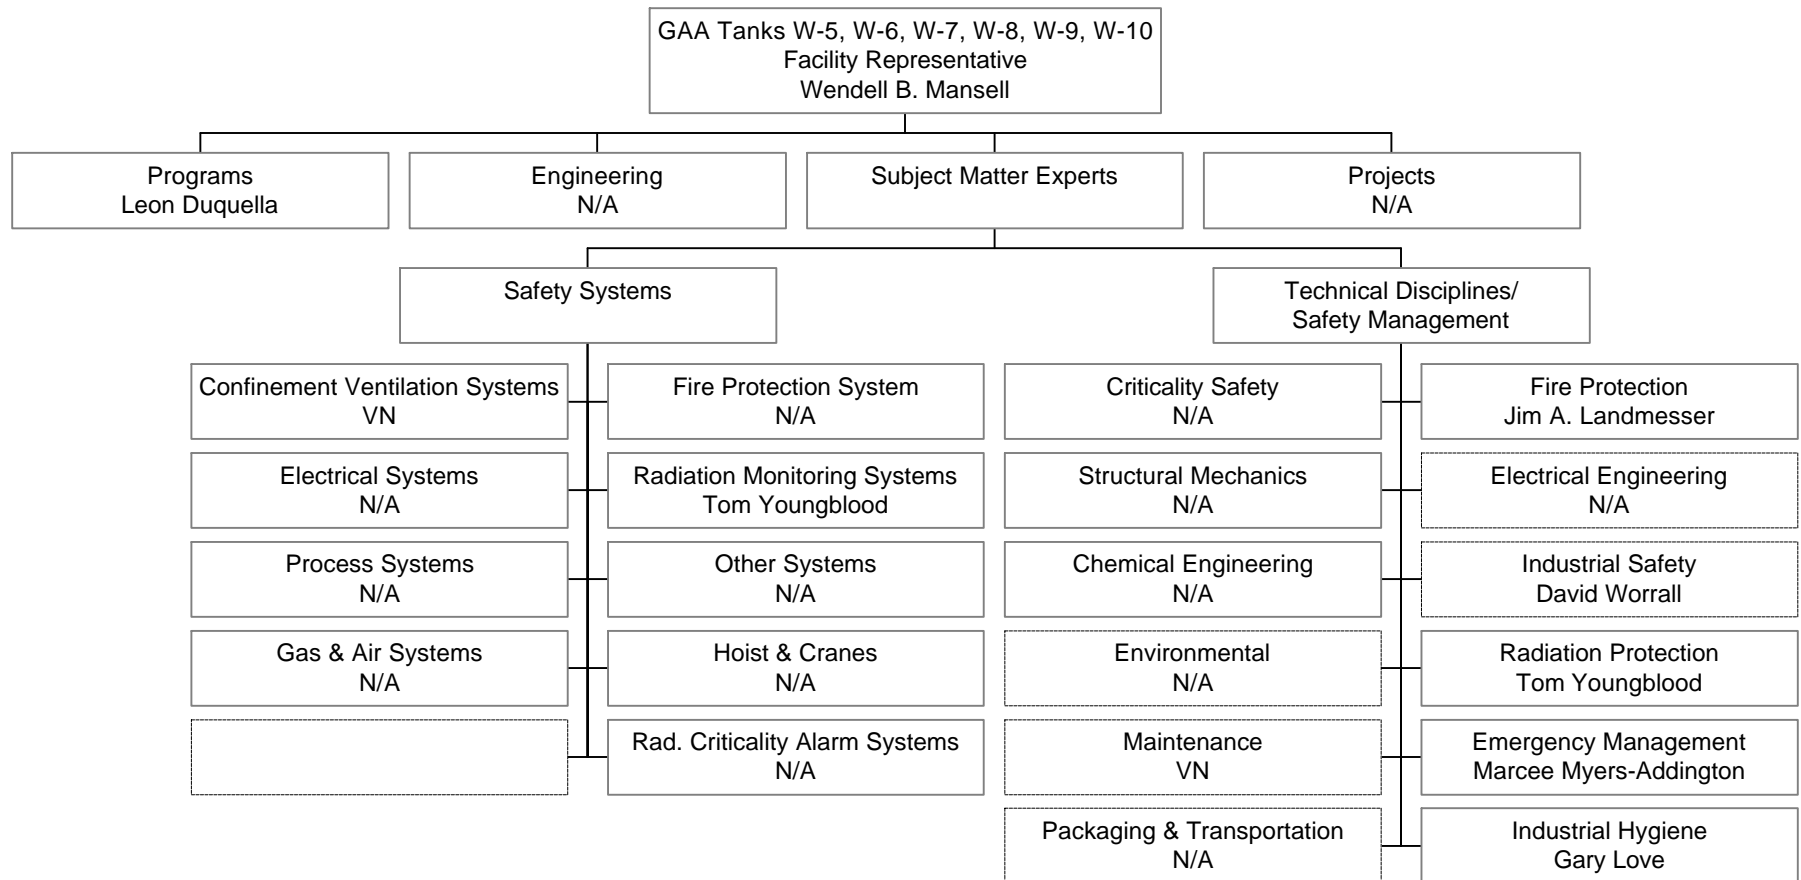 GAA Tanks W-5, W-6, W-7, W-8, W-9, W-10
Facility Representative
Wendell B. Mansell
Programs
Leon Duquella
Engineering
N/A
Subject Matter Experts
Projects
N/A
Safety Systems
Technical Disciplines/
Safety Management
Confinement Ventilation Systems
VN
Fire Protection System
N/A
Criticality Safety
N/A
Fire Protection
Jim A. Landmesser
Electrical Systems
N/A
Radiation Monitoring Systems
Tom Youngblood
Structural Mechanics
N/A
Electrical Engineering
N/A
Process Systems
N/A
Other Systems
N/A
Chemical Engineering
N/A
Industrial Safety
David Worrall
Gas & Air Systems
N/A
Hoist & Cranes
N/A
Environmental
N/A
Radiation Protection
Tom Youngblood
Rad. Criticality Alarm Systems
N/A
Maintenance
VN
Emergency Management
Marcee Myers-Addington
Packaging & Transportation
N/A
Industrial Hygiene
Gary Love